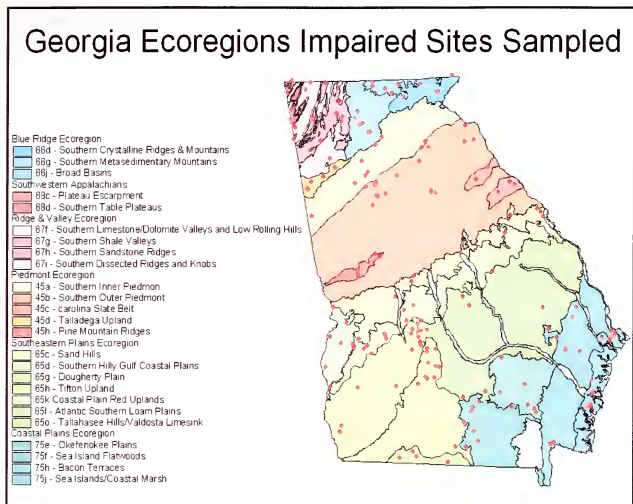 Georgia Ecoregions Impaired Sites Sampled
Blue Ridge Ecoregion
66d - Southern Crystalline Ridges & Mountains
66g - Southern Metasedimentary Mountains
66j - Broad Basins
Southwestern Appalachians
68c - Plateau Escarpment
68d - Southern Table Plateaus
Ridge & Valley Ecoregion
67f - Southern Limestone/Dolomite Valleys and Low Rolling Hills
67g - Southern Shale Valleys
67h - Southern Sandstone Ridges
67i - Southern Dissected Ridges and Knobs
Piedmont Ecoregion
45a - Southern Inner Piedmon
45b - Southern Outer Piedmont
45c - carolina Slate Belt
45d - Talladega Upland
45h - Pine Mountain Ridges
Southeastern Plains Ecoregion
65c - Sand Hills
65d - Southern Hilly Gulf Coastal Plains
65g - Dougherty Plain
65h - Tifton Upland
65k Coastal Plain Red Uplands
65l - Atlantic Southern Loam Plains
65o - Tallahasee Hills/Valdosta Limesink
Coastal Plains Ecoregion
75e - Okefenokee Plains
75f - Sea Island Flatwoods
75h - Bacon Terraces
75j - Sea Islands/Coastal Marsh